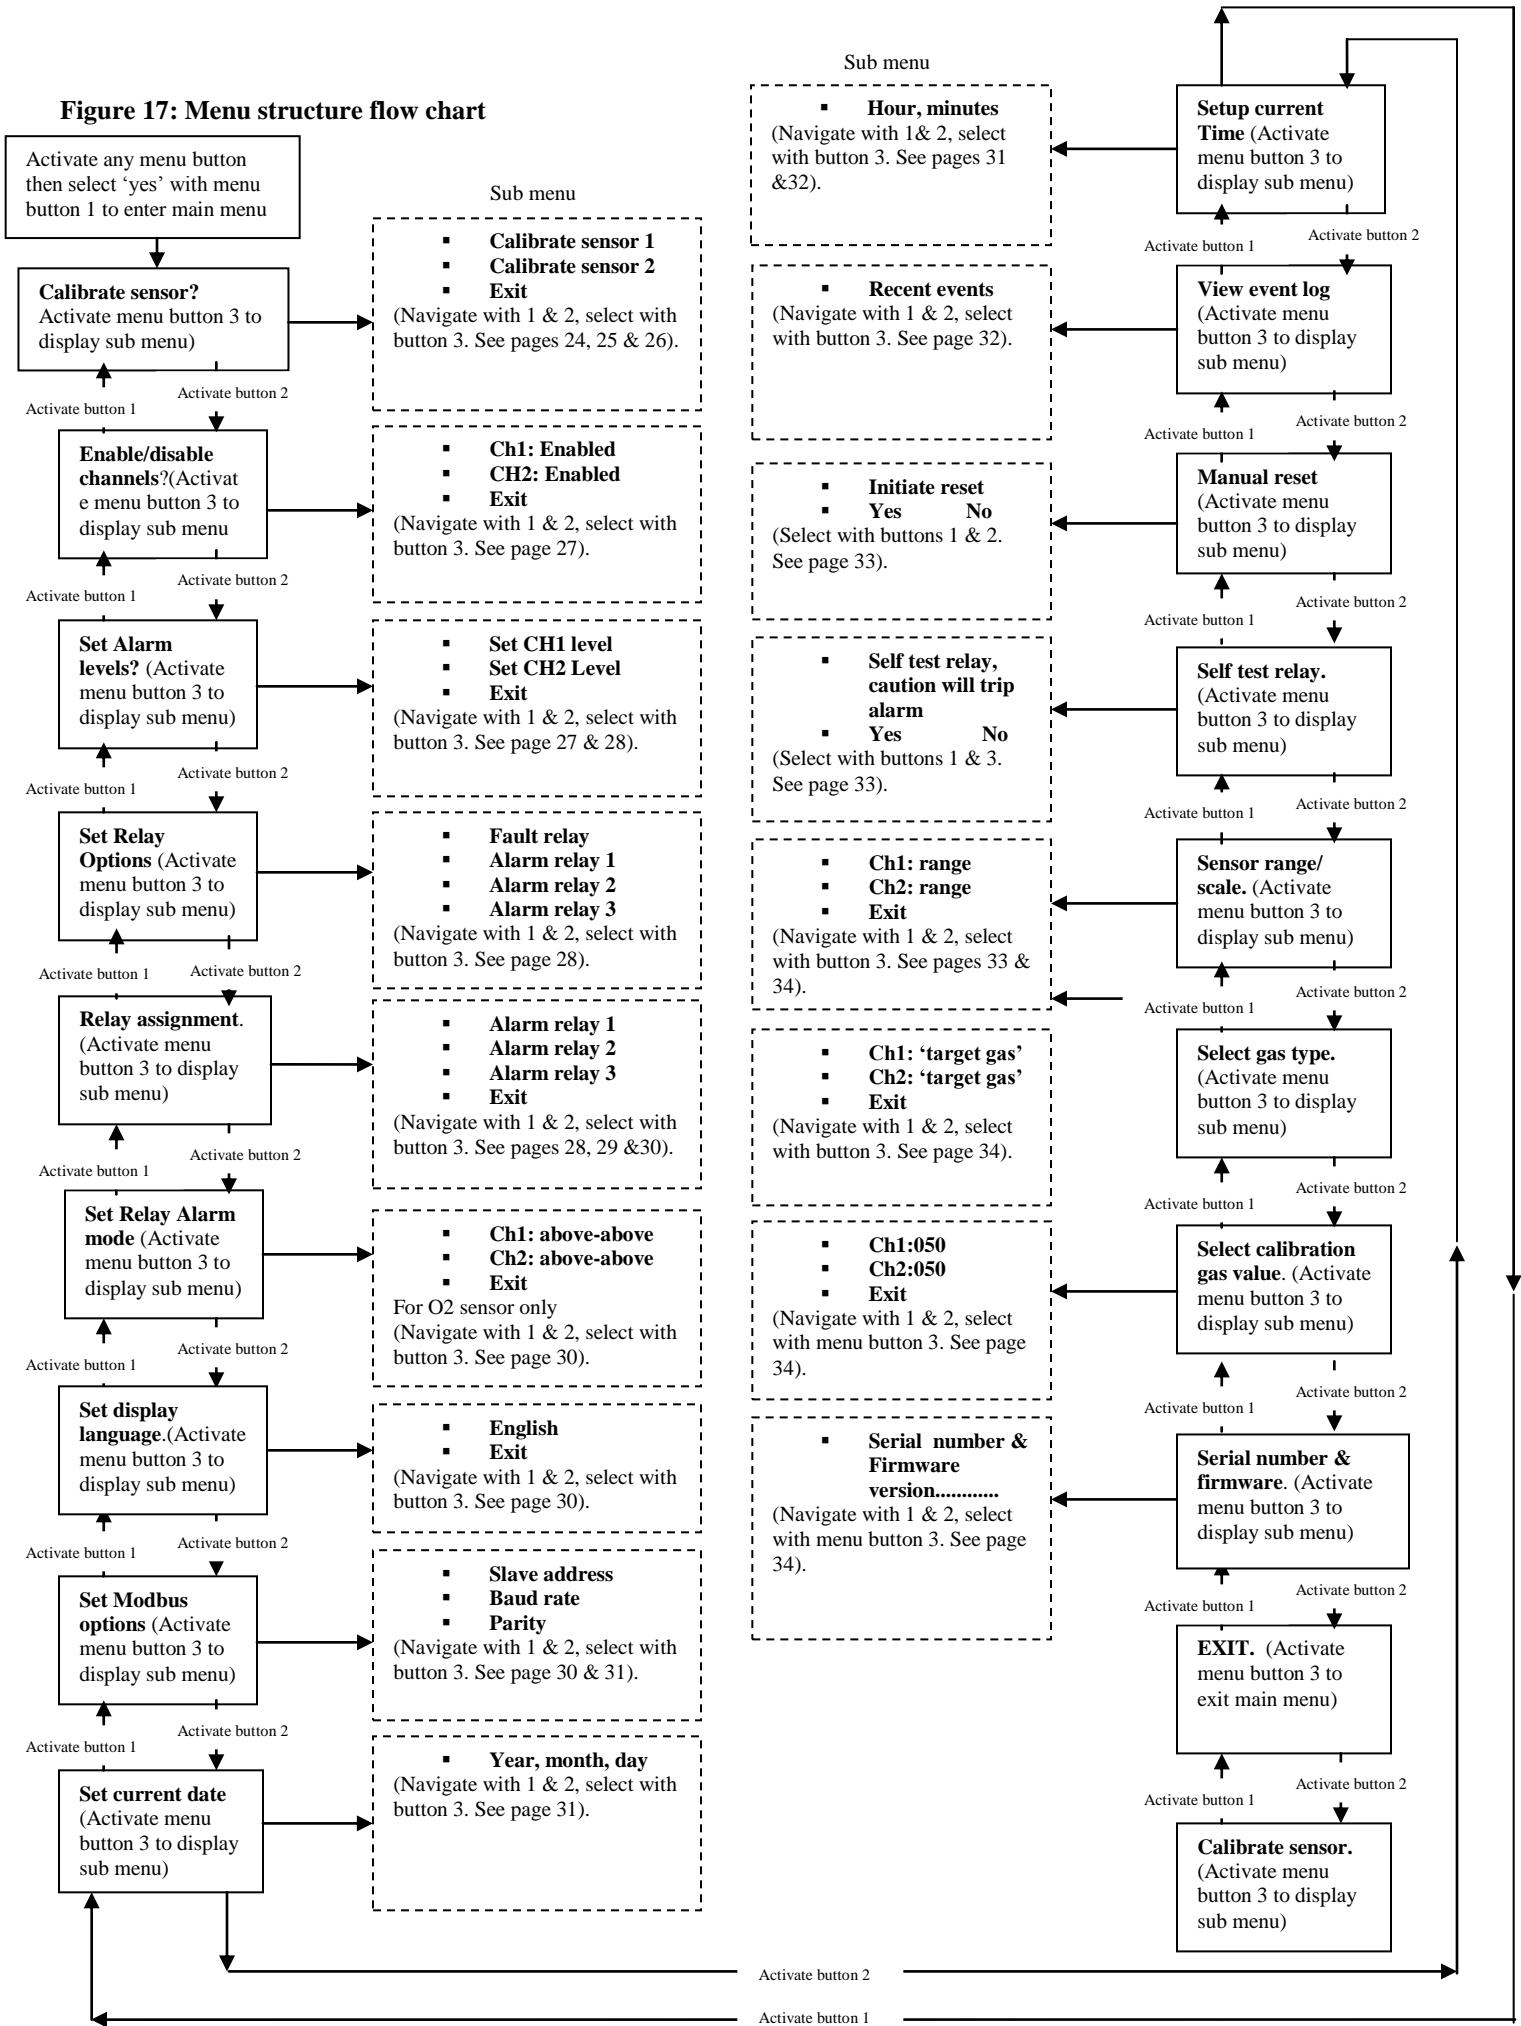 Figure 17: Menu structure flow chart
Activate any menu button
then select ‘yes’ with menu
button 1 to enter main menu
Calibrate sensor?
Activate menu button 3 to
display sub menu)
Activate button 1
Activate button 2
Enable/disable
channels?(Activat
e menu button 3 to
display sub menu
Activate button 1
Activate button 2
Set Alarm
levels? (Activate
menu button 3 to
display sub menu)
Activate button 1
Activate button 2
Set Relay
Options (Activate
menu button 3 to
display sub menu)
Activate button 1
Activate button 2
Relay assignment.
(Activate menu
button 3 to display
sub menu)
Activate button 1
Activate button 2
Set Relay Alarm
mode (Activate
menu button 3 to
display sub menu)
Activate button 1
Activate button 2
Set display
language.(Activate
menu button 3 to
display sub menu)
Activate button 1
Activate button 2
Set Modbus
options (Activate
menu button 3 to
display sub menu)
Activate button 1
Activate button 2
Set current date
(Activate menu
button 3 to display
sub menu)
Sub menu
▪ Calibrate sensor 1
▪ Calibrate sensor 2
▪ Exit
(Navigate with 1 & 2, select with
button 3. See pages 24, 25 & 26).
▪ Ch1: Enabled
▪ CH2: Enabled
▪ Exit
(Navigate with 1 & 2, select with
button 3. See page 27).
▪ Set CH1 level
▪ Set CH2 Level
▪ Exit
(Navigate with 1 & 2, select with
button 3. See page 27 & 28).
▪ Fault relay
▪ Alarm relay 1
▪ Alarm relay 2
▪ Alarm relay 3
(Navigate with 1 & 2, select with
button 3. See page 28).
▪ Alarm relay 1
▪ Alarm relay 2
▪ Alarm relay 3
▪ Exit
(Navigate with 1 & 2, select with
button 3. See pages 28, 29 &30).
▪ Ch1: above-above
▪ Ch2: above-above
▪ Exit
For O2 sensor only
(Navigate with 1 & 2, select with
button 3. See page 30).
▪ English
▪ Exit
(Navigate with 1 & 2, select with
button 3. See page 30).
▪ Slave address
▪ Baud rate
▪ Parity
(Navigate with 1 & 2, select with
button 3. See page 30 & 31).
▪ Year, month, day
(Navigate with 1 & 2, select with
button 3. See page 31).
Sub menu
▪ Hour, minutes
(Navigate with 1& 2, select
with button 3. See pages 31
&32).
▪ Recent events
(Navigate with 1 & 2, select
with button 3. See page 32).
▪ Initiate reset
▪ Yes No
(Select with buttons 1 & 2.
See page 33).
▪ Self test relay,
caution will trip
alarm
▪ Yes No
(Select with buttons 1 & 3.
See page 33).
▪ Ch1: range
▪ Ch2: range
▪ Exit
(Navigate with 1 & 2, select
with button 3. See pages 33 &
34).
▪ Ch1: ‘target gas’
▪ Ch2: ‘target gas’
▪ Exit
(Navigate with 1 & 2, select
with button 3. See page 34).
▪ Ch1:050
▪ Ch2:050
▪ Exit
(Navigate with 1 & 2, select
with menu button 3. See page
34).
▪ Serial number &
Firmware
version............
(Navigate with 1 & 2, select
with menu button 3. See page
34).
Setup current
Time (Activate
menu button 3 to
display sub menu)
Activate button 1
Activate button 2
View event log
(Activate menu
button 3 to display
sub menu)
Activate button 1
Activate button 2
Manual reset
(Activate menu
button 3 to display
sub menu)
Activate button 1
Activate button 2
Self test relay.
(Activate menu
button 3 to display
sub menu)
Activate button 1
Activate button 2
Sensor range/
scale. (Activate
menu button 3 to
display sub menu)
Activate button 1
Activate button 2
Select gas type.
(Activate menu
button 3 to display
sub menu)
Activate button 1
Activate button 2
Select calibration
gas value. (Activate
menu button 3 to
display sub menu)
Activate button 1
Activate button 2
Serial number &
firmware. (Activate
menu button 3 to
display sub menu)
Activate button 1
Activate button 2
EXIT. (Activate
menu button 3 to
exit main menu)
Activate button 1
Activate button 2
Calibrate sensor.
(Activate menu
button 3 to display
sub menu)
Activate button 2
Activate button 1